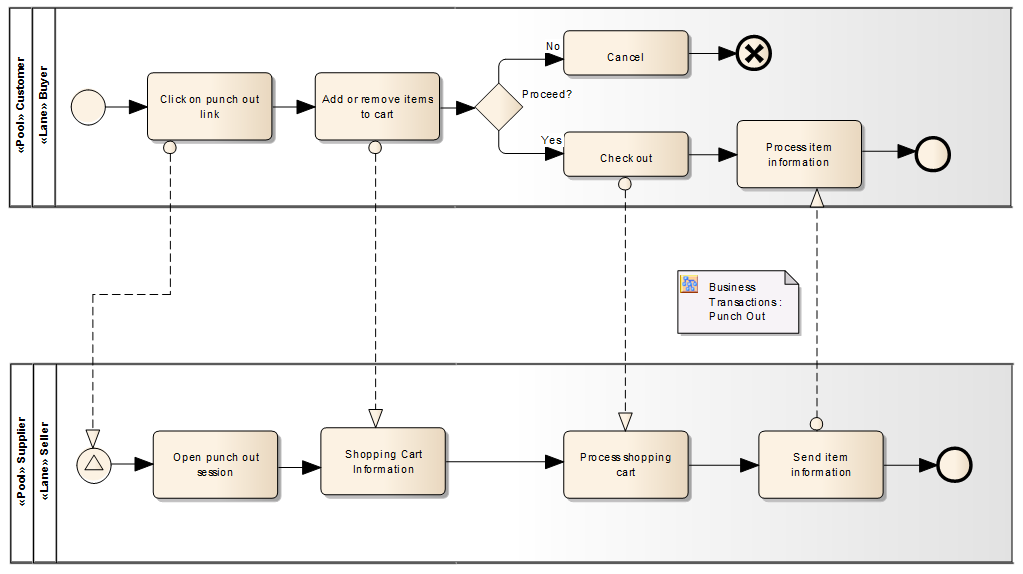 «Pool» Customer
«Lane» Buyer
Click on punch out
link
Add or remove items
to cart
Proceed?
No
Cancel
Yes
Check out
Process item
information
Business
Transactions :
Punch Out
«Pool» Supplier
«Lane» Seller
Open punch out
session
Shopping Cart
Information
Process shopping
cart
Send item
information